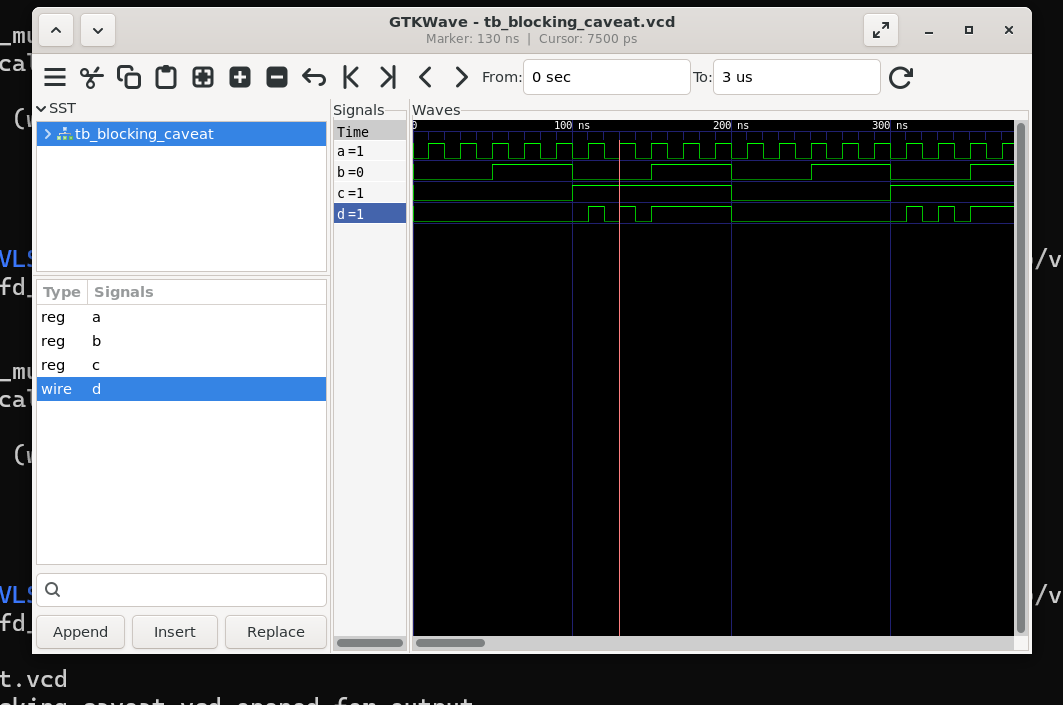 GTKWave - tb_blocking_caveat.vcd
Marker: 130 ns | Cursor: 7500 ps
From: 0 sec To: 3 us
SST
tb_blocking_caveat
Type Signals
reg a
reg b
reg c
wire d
Append Insert Replace
Signals
Time
a=1
b=0
c=1
d=1
Waves
0 100 ns 200 ns 300 ns
_mu
cal
(w
VLS
fd_
/v
_mu
cal
(w
VLS
fd_
/v
t.vcd